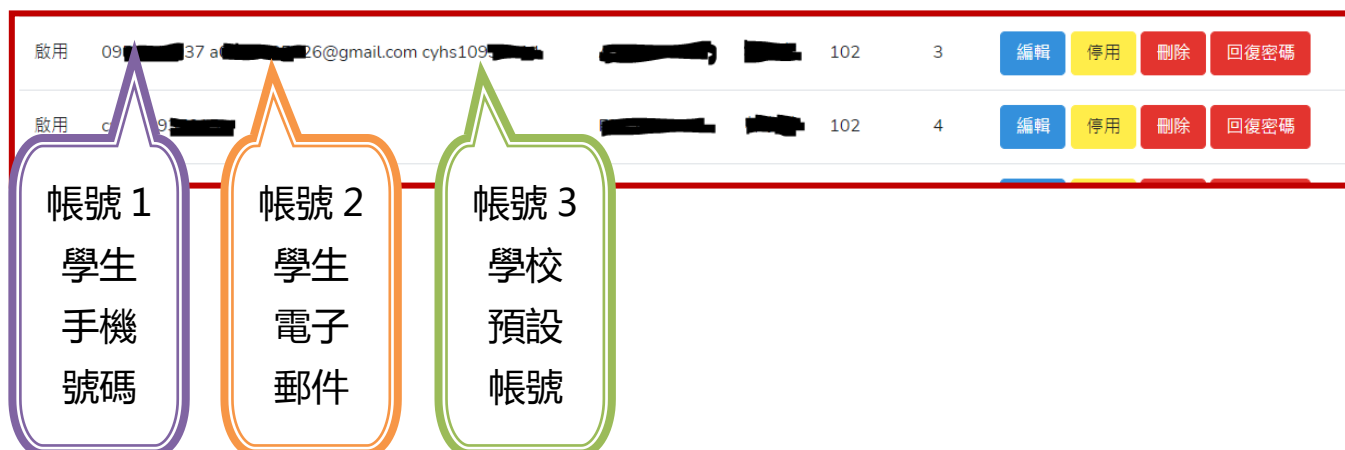 啟用 09 37 a 26@gmail.com cyhs109 102 3 編輯 停用 刪除 回復密碼
啟用 c 9 102 4 編輯 停用 刪除 回復密碼
帳號 1
學生
手機
號碼
帳號 2
學生
電子
郵件
帳號 3
學校
預設
帳號